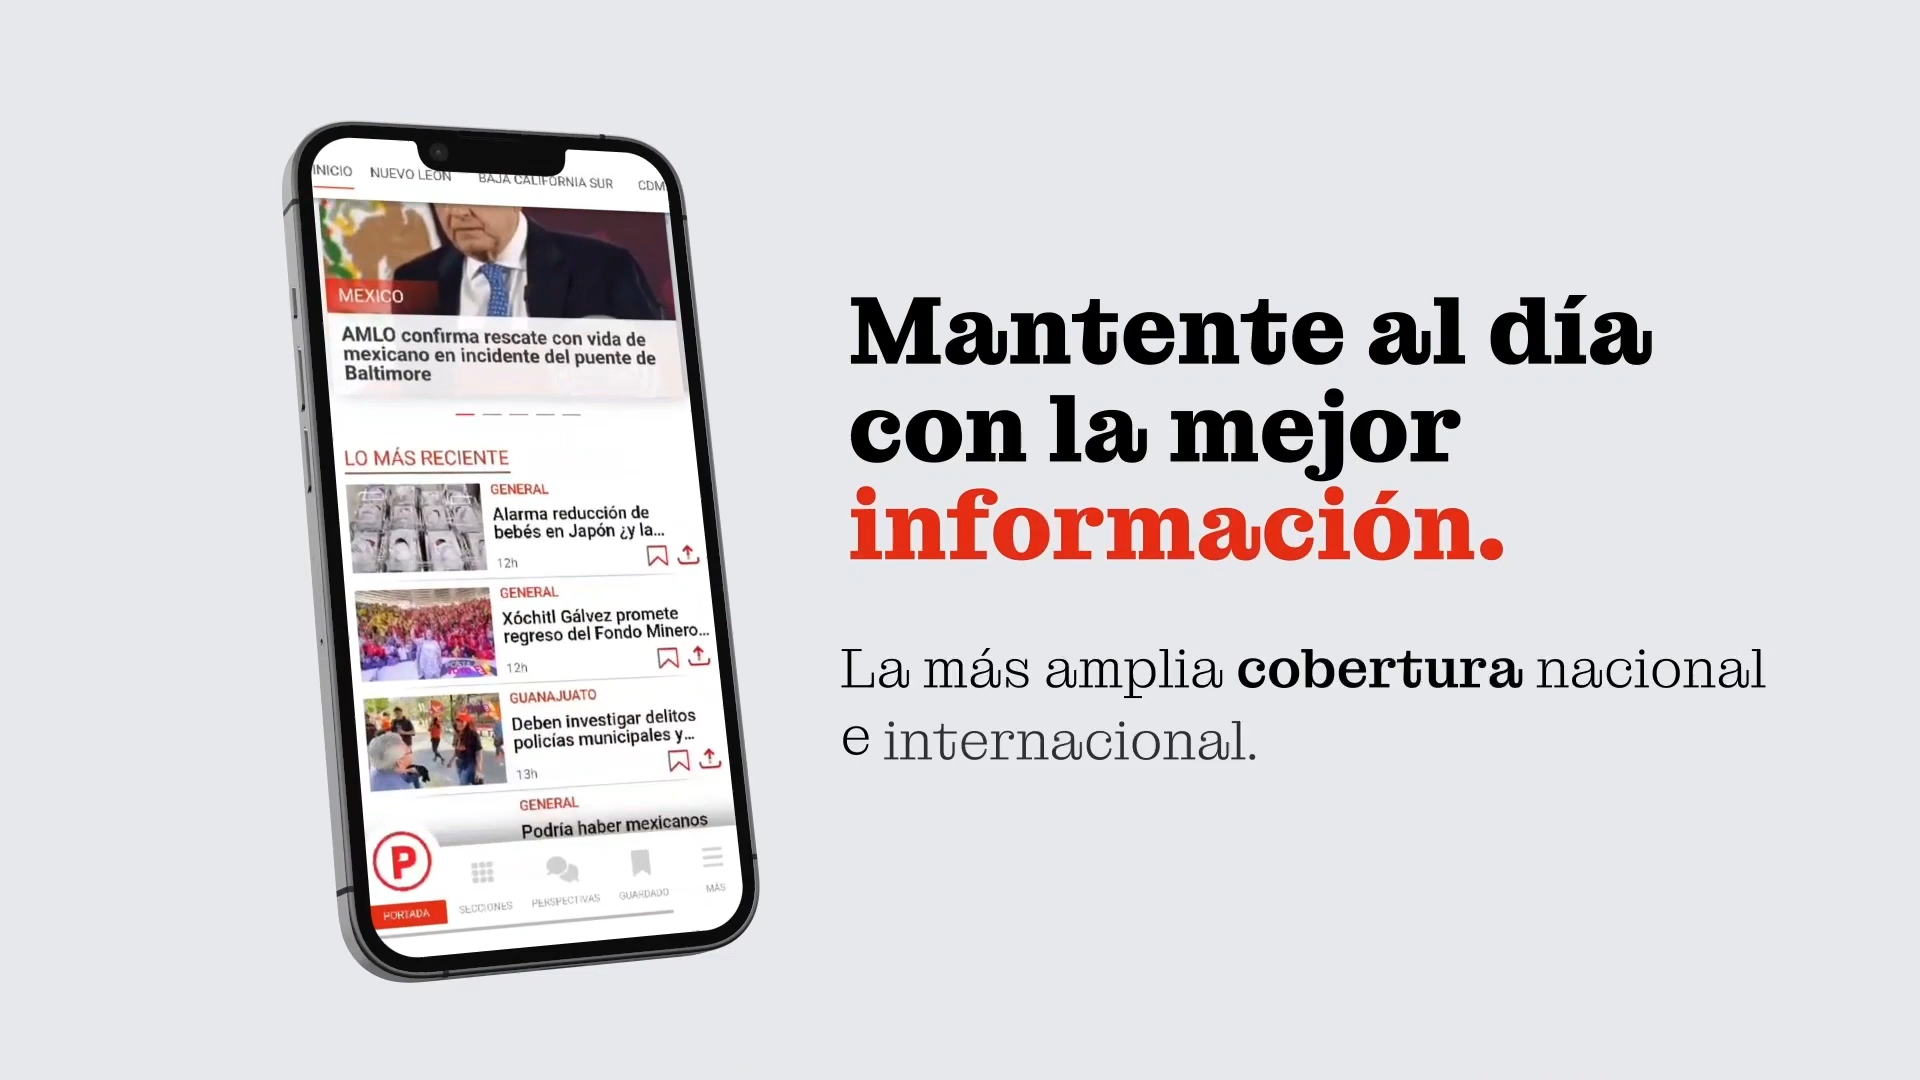 INICIO NUEVO LEÓN BAJA CALIFORNIA SUR CDM
MEXICO
AMLO confirma rescate con vida de
mexicano en incidente del puente de
Baltimore
LO MÁS RECIENTE
GENERAL
Alarma reducción de
bebés en Japón ¿y la...
12h
GENERAL
Xóchitl Gálvez promete
regreso del Fondo Minero...
12h
GUANAJUATO
Deben investigar delitos
policías municipales y...
13h
GENERAL
Podría haber mexicanos
P
PORTADA SECCIONES PERSPECTIVAS GUARDADO MÁS
Mantente al día
con la mejor
información.
La más amplia cobertura nacional
e internacional.